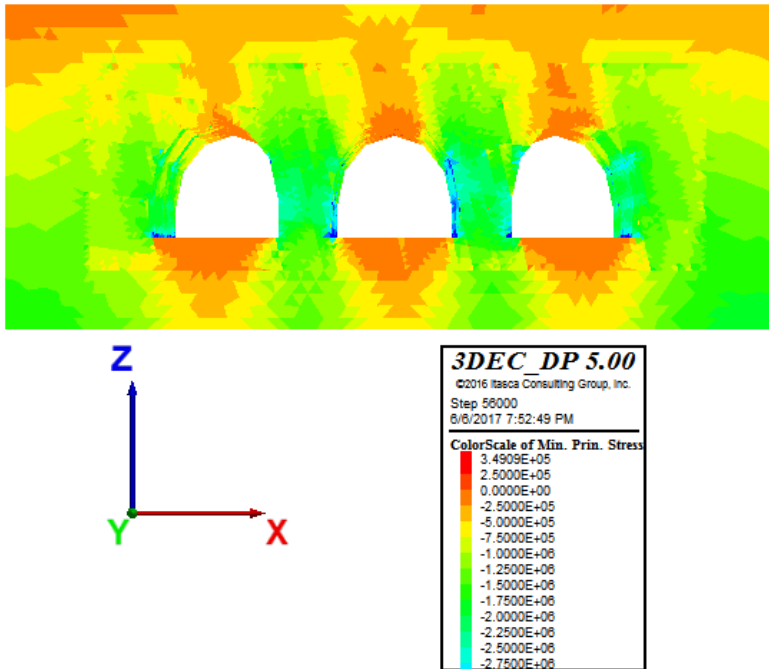 Z
Y
X
3DEC_DP 5.00
©2016 Itasca Consulting Group, Inc.
Step 56000
6/6/2017 7:52:49 PM
ColorScale of Min. Prin. Stress
3.4909E+05
2.5000E+05
0.0000E+00
-2.5000E+05
-5.0000E+05
-7.5000E+05
-1.0000E+06
-1.2500E+06
-1.5000E+06
-1.7500E+06
-2.0000E+06
-2.2500E+06
-2.5000E+06
-2.7500E+06